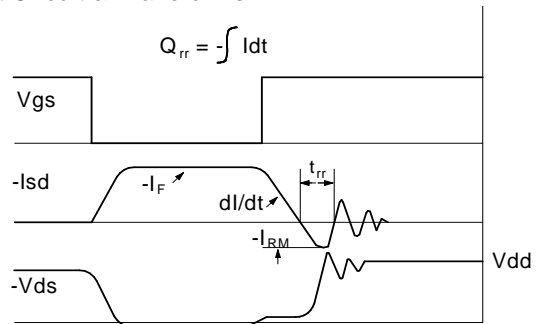 Q_rr = -∫ Idt
Vgs
t_rr
-Isd
-I_F
dI/dt
-I_RM
Vdd
-Vds